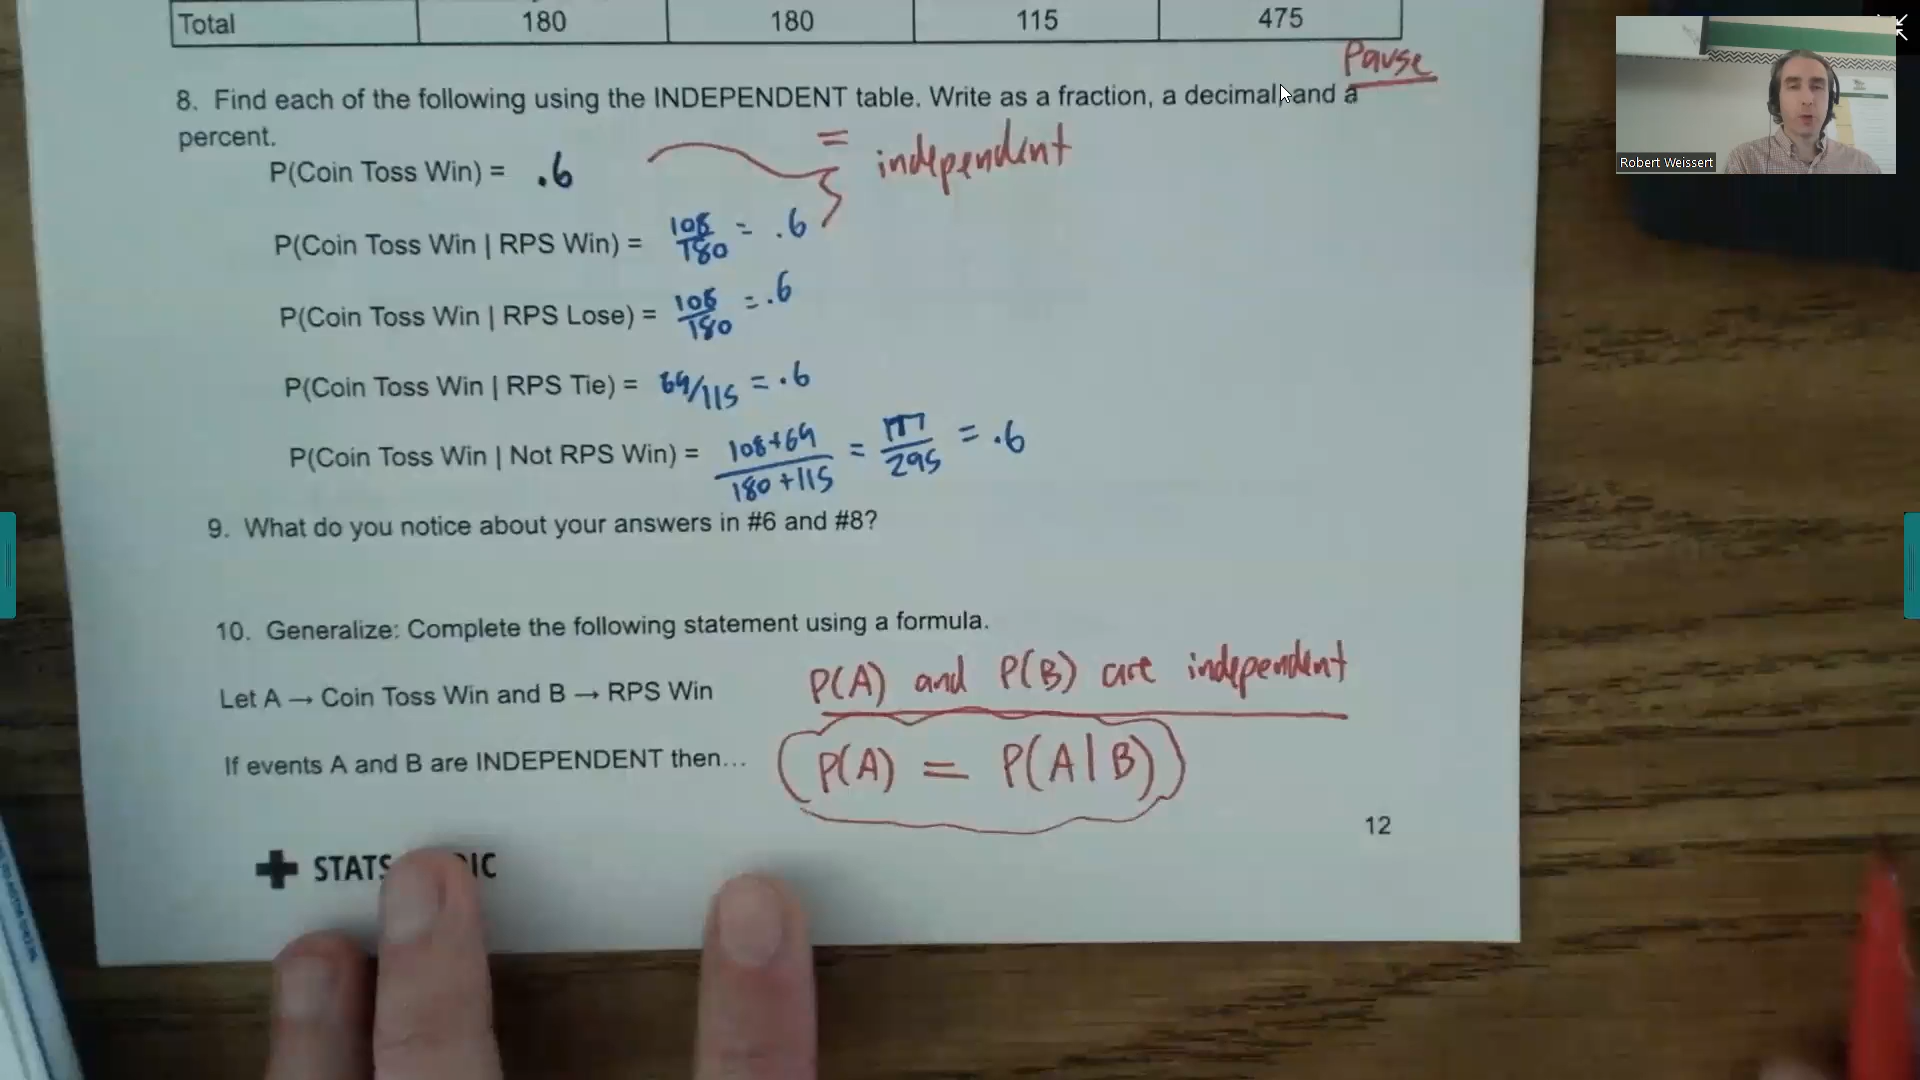 Total 180 180 115 475
Pause
8. Find each of the following using the INDEPENDENT table. Write as a fraction, a decimal, and a
percent.
=
independent
P(Coin Toss Win) = .6
P(Coin Toss Win | RPS Win) = 108/180 = .6
P(Coin Toss Win | RPS Lose) = 108/180 = .6
P(Coin Toss Win | RPS Tie) = 69/115 = .6
P(Coin Toss Win | Not RPS Win) = 108+69/180+115 = 177/295 = .6
9. What do you notice about your answers in #6 and #8?
10. Generalize: Complete the following statement using a formula.
Let A → Coin Toss Win and B → RPS Win
P(A) and P(B) are independent
If events A and B are INDEPENDENT then...
P(A) = P(A|B)
12
STATS IC
Robert Weissert